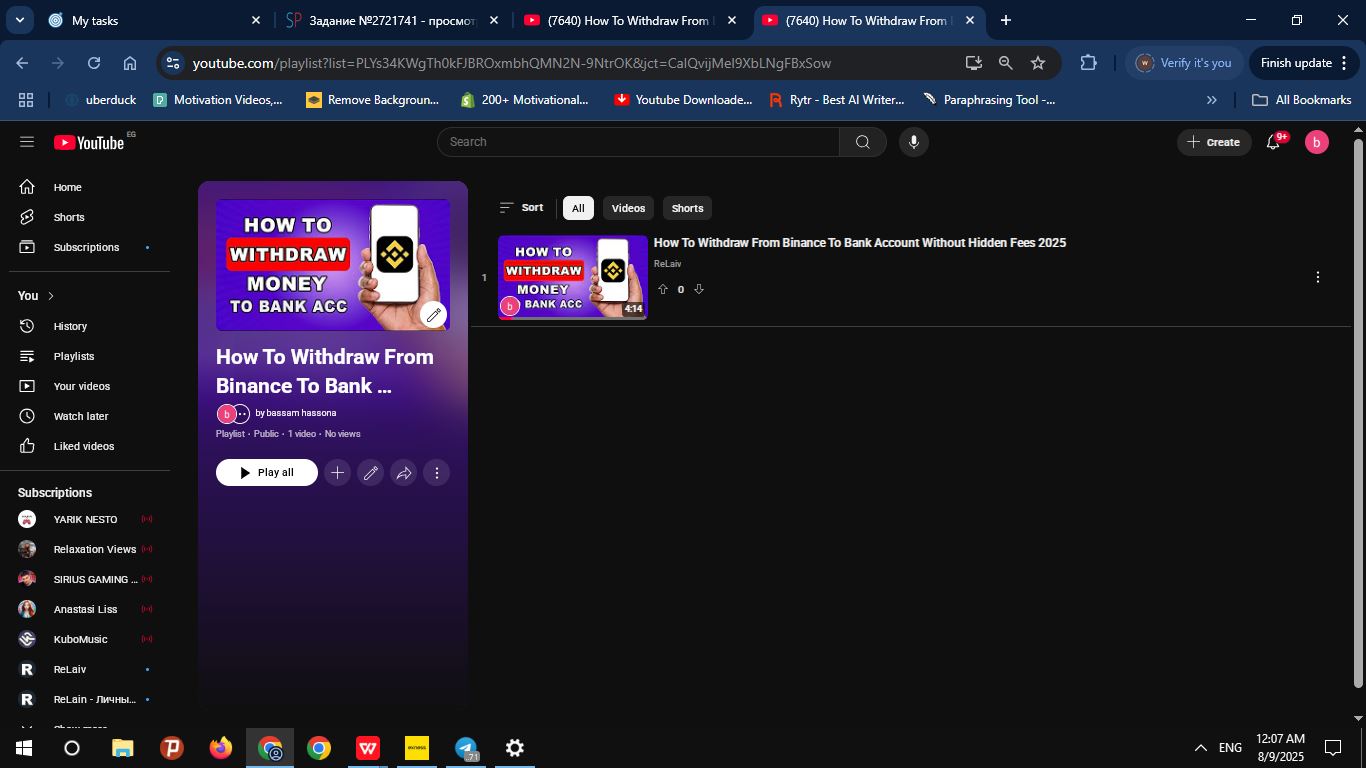 My tasks
Задание №2721741 - просмот
(7640) How To Withdraw From
(7640) How To Withdraw From
youtube.com/playlist?list=PLYs34KWgTh0kFJBROxmbhQMN2N-9NtrOK&jct=CalQvijMel9XbLNgFBxSow
W
Verify it's you
Finish update
uberduck
Motivation Videos,...
Remove Backgroun...
200+ Motivational...
Youtube Downloade...
Rytr - Best AI Writer...
Paraphrasing Tool -...
»
All Bookmarks
YouTube EG
Search
Create
9+
b
Home
Shorts
Subscriptions
You
History
Playlists
Your videos
Watch later
Liked videos
Subscriptions
YARIK NESTO
Relaxation Views
SIRIUS GAMING ...
Anastasi Liss
KuboMusic
R ReLaiv
R ReLain - Личны...
HOW TO
WITHDRAW
MONEY
TO BANK ACC
How To Withdraw From
Binance To Bank ...
b
by bassam hassona
Playlist • Public • 1 video • No views
Play all
Sort
All
Videos
Shorts
1
HOW TO
WITHDRAW
MONEY
b BANK ACC
4:14
How To Withdraw From Binance To Bank Account Without Hidden Fees 2025
ReLaiv
0
exness
71
ENG
12:07 AM
8/9/2025